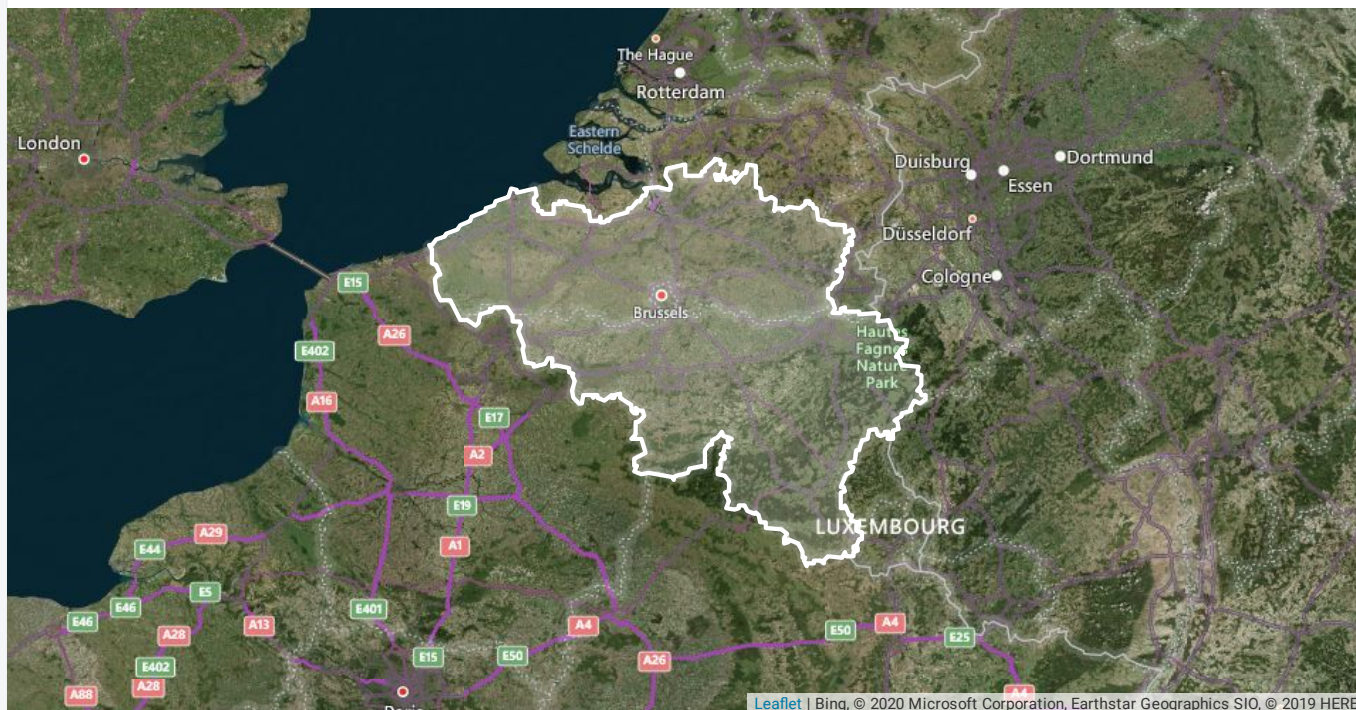 The Hague
Rotterdam
Eastern
Schelde
London
Duisburg
Dortmund
Essen
Düsseldorf
Cologne
E15
Brussels
A26
E402
Hautes
Fagnes
Nature
Park
A16
E17
A2
E19
LUXEMBOURG
A29
A1
E44
E5
E46
E401
E46
A13
A4
A28
E50
A4
E25
E15
E50
A26
E402
A28
A88
A4
Paris
Leaflet | Bing, © 2020 Microsoft Corporation, Earthstar Geographics SIO, © 2019 HERE